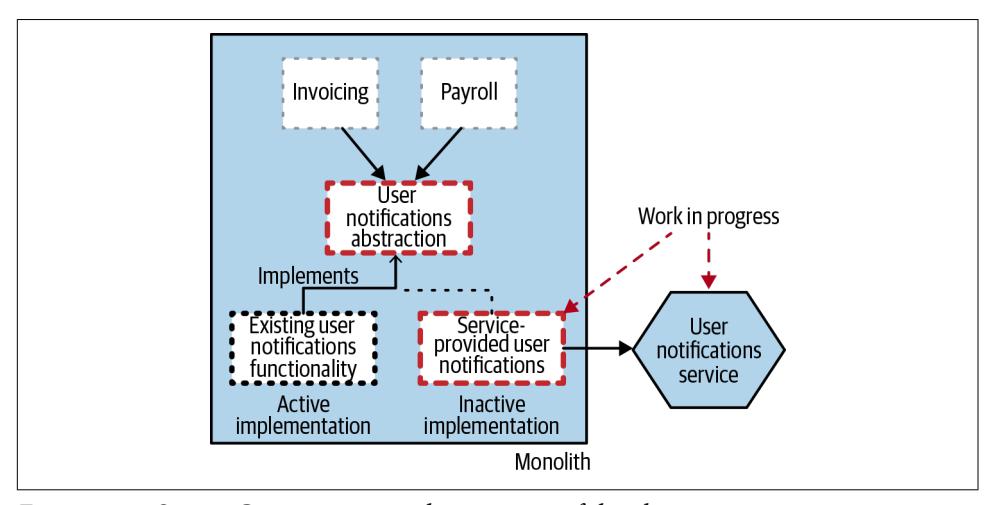 Invoicing
Payroll
User
notifications
abstraction
Work in progress
Implements
Existing user
notifications
functionality
Service-
provided user
notifications
User
notifications
service
Active
implementation
Inactive
implementation
Monolith